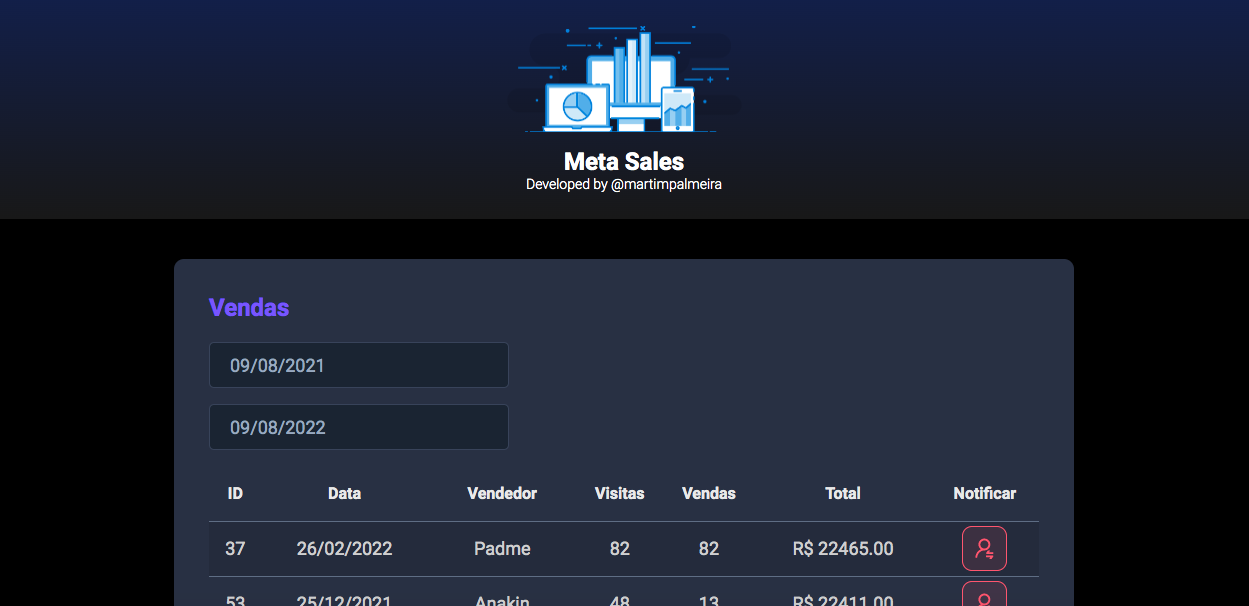 Meta Sales
Developed by @martimpalmeira
Vendas
09/08/2021
09/08/2022
ID Data Vendedor Visitas Vendas Total Notificar
37 26/02/2022 Padme 82 82 R$ 22465.00
53 25/12/2021 Anakin 48 13 R$ 22411.00